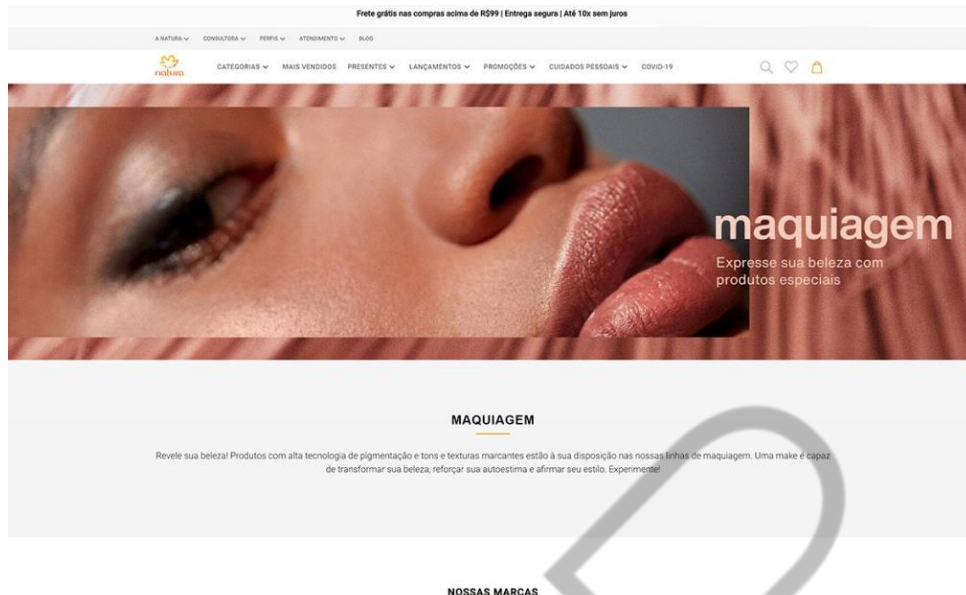 Frete grátis nas compras acima de R$99 | Entrega segura | Até 10x sem juros
A NATURA CONSULTORA PERFIS ATENDIMENTO BLOG
natura
CATEGORIAS MAIS VENDIDOS PRESENTES LANÇAMENTOS PROMOÇÕES CUIDADOS PESSOAIS COVID-19
maquiagem
Expresse sua beleza com
produtos especiais
MAQUIAGEM
Revele sua beleza! Produtos com alta tecnologia de pigmentação e tons e texturas marcantes estão à sua disposição nas nossas linhas de maquiagem. Uma make é capaz
de transformar sua beleza, reforçar sua autoestima e afirmar seu estilo. Experimente!
NOSSAS MARCAS